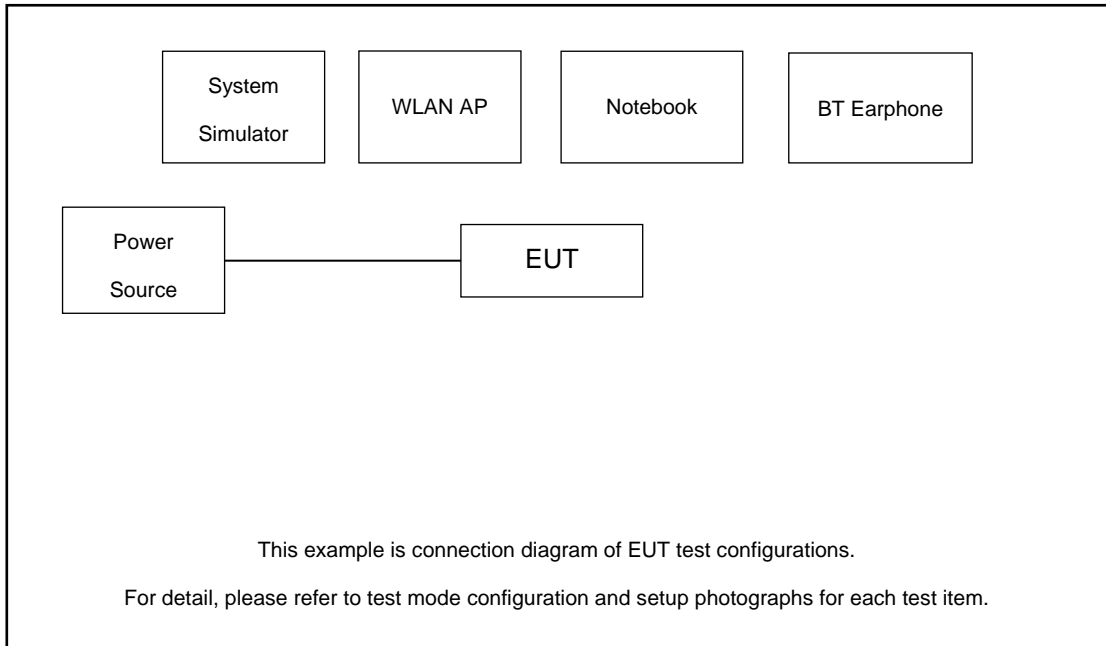 System
Simulator
WLAN AP
Notebook
BT Earphone
Power
Source
EUT
This example is connection diagram of EUT test configurations.
For detail, please refer to test mode configuration and setup photographs for each test item.